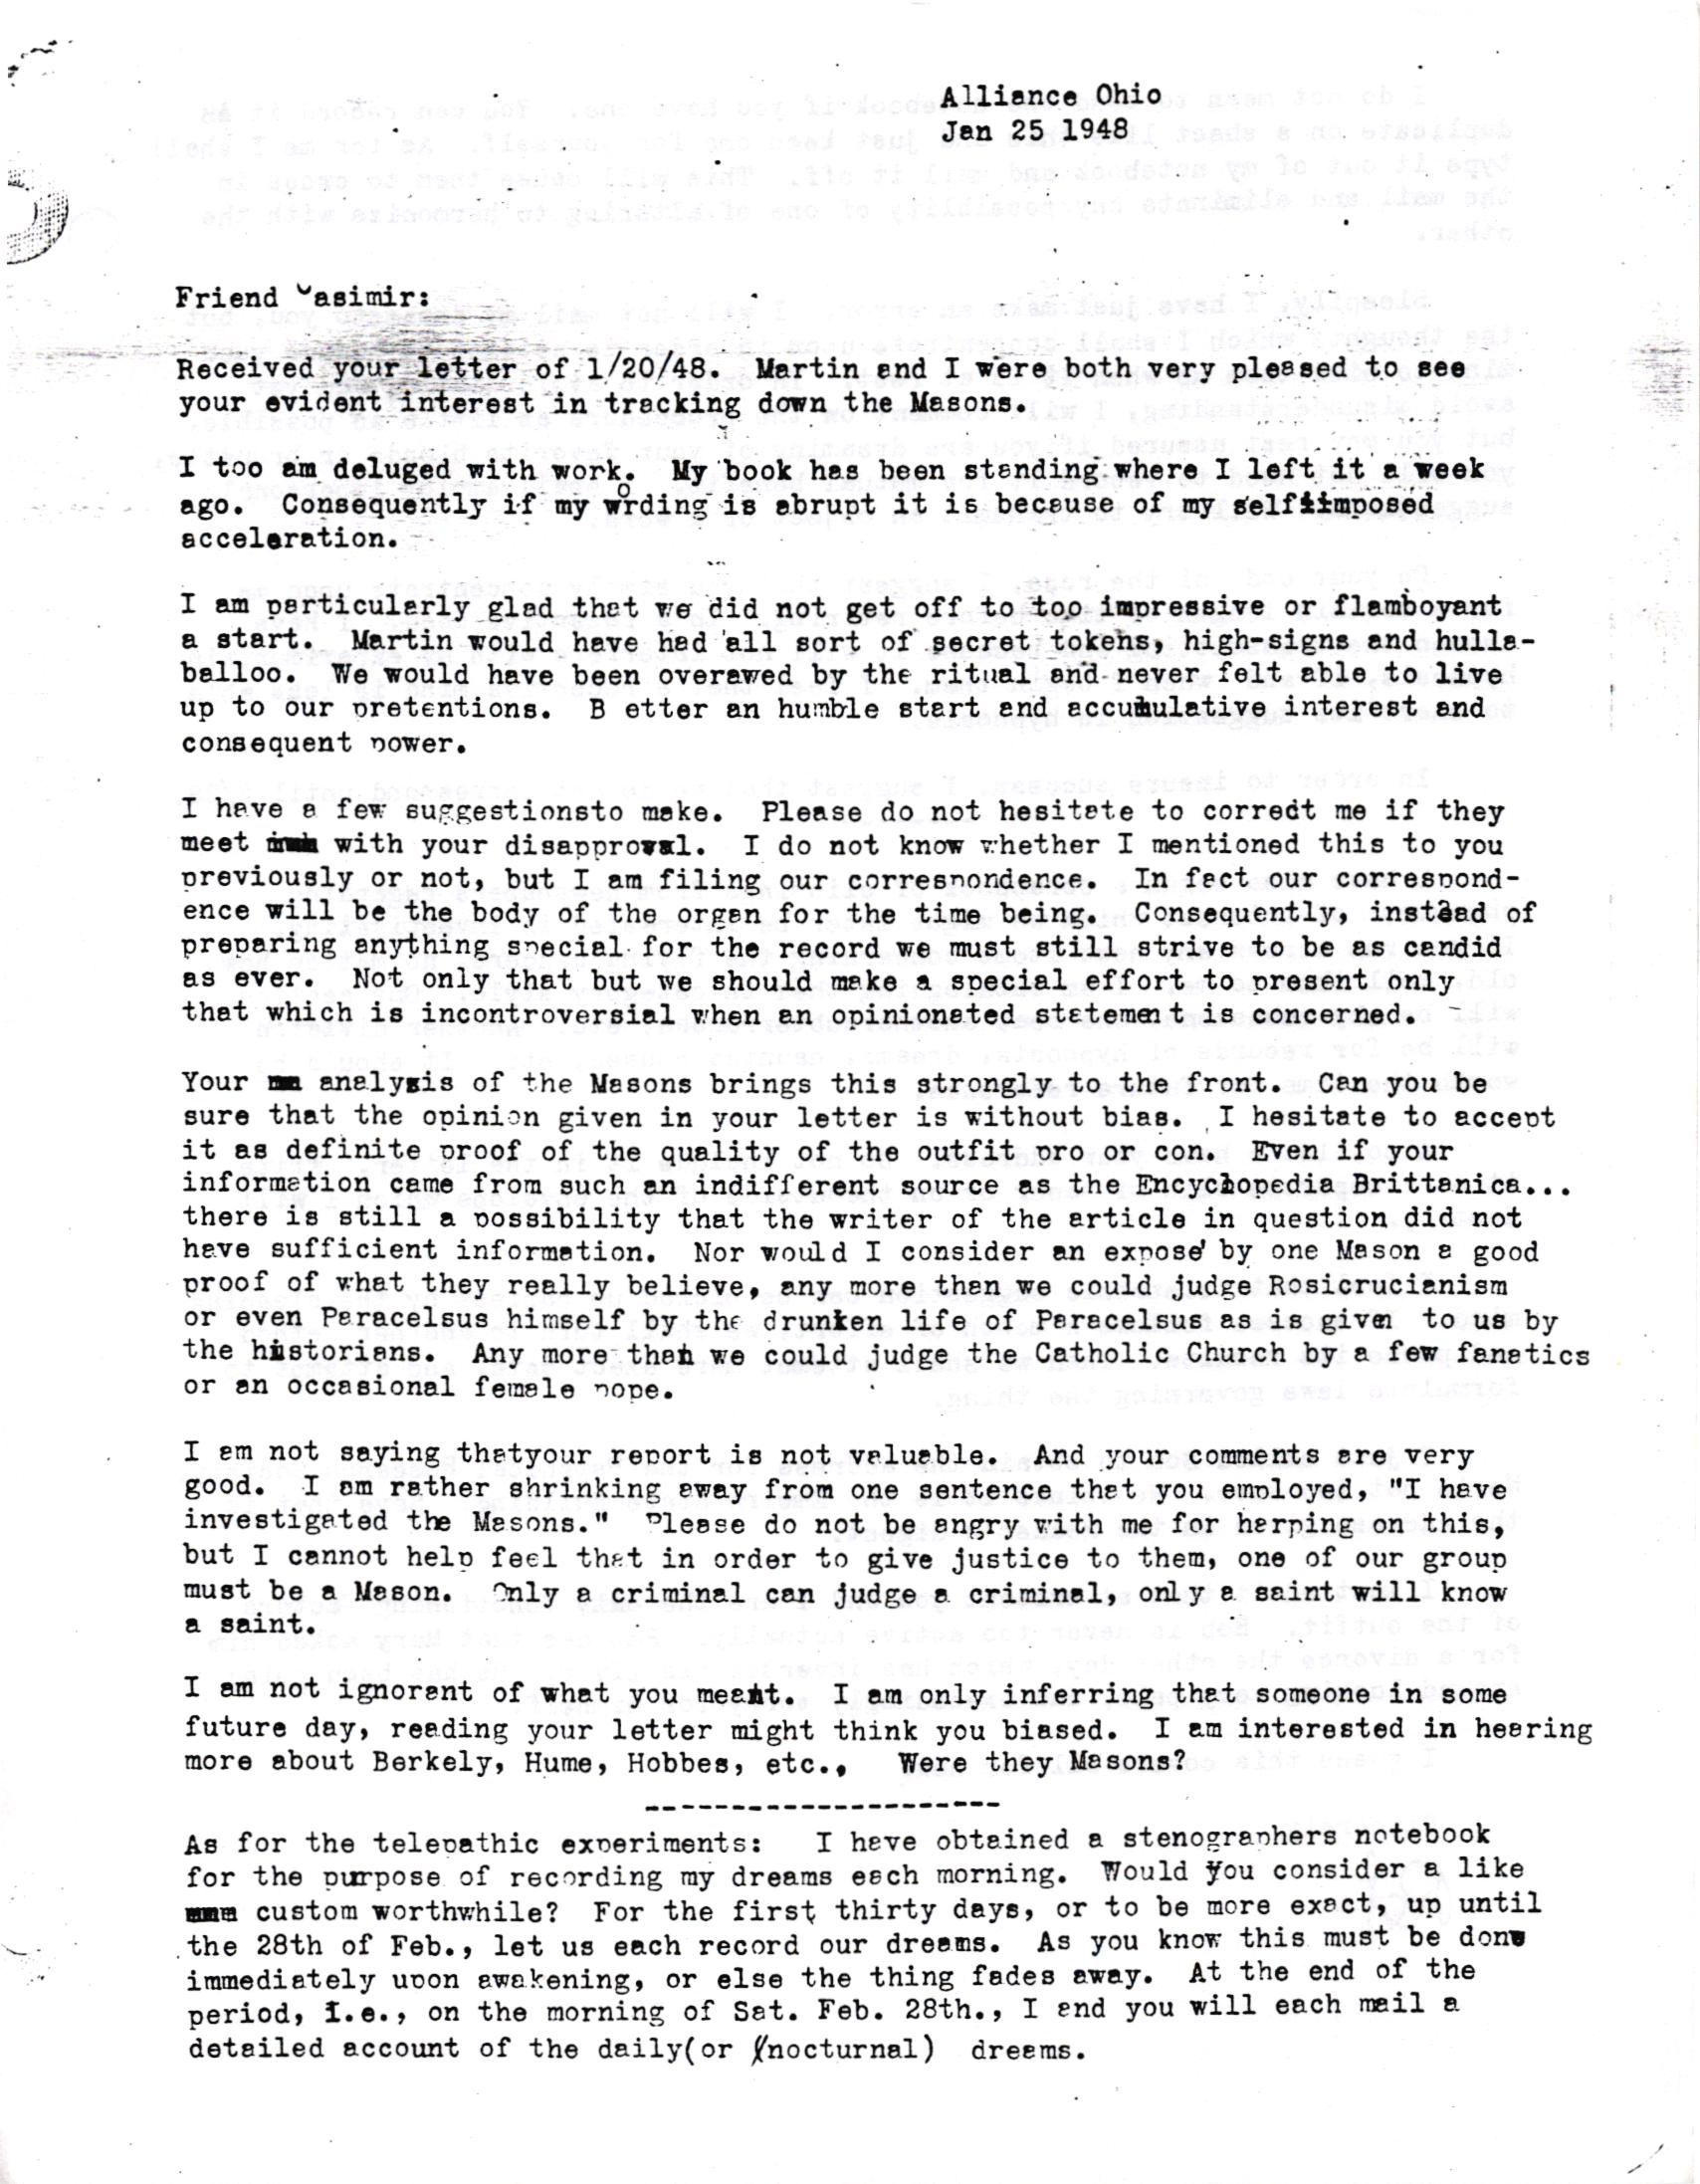 Alliance Ohio
Jan 25 1948
Friend Casimir:
Received your letter of 1/20/48. Martin and I were both very pleased to see
your evident interest in tracking down the Masons.
I too am deluged with work. My book has been standing where I left it a week
ago. Consequently if my wording is abrupt it is because of my selfiimposed
acceleration.
I am particularly glad that we did not get off to too impressive or flamboyant
a start. Martin would have had all sort of secret tokens, high-signs and hulla-
balloo. We would have been overawed by the ritual and never felt able to live
up to our pretentions. B etter an humble start and accumulative interest and
consequent power.
I have a few suggestionsto make. Please do not hesitate to correct me if they
meet with your disapproval. I do not know whether I mentioned this to you
previously or not, but I am filing our correspondence. In fact our correspond-
ence will be the body of the organ for the time being. Consequently, instead of
preparing anything special for the record we must still strive to be as candid
as ever. Not only that but we should make a special effort to present only
that which is incontroversial when an opinionated statement is concerned.
Your analysis of the Masons brings this strongly to the front. Can you be
sure that the opinion given in your letter is without bias. I hesitate to accept
it as definite proof of the quality of the outfit pro or con. Even if your
information came from such an indifferent source as the Encyclopedia Brittanica...
there is still a possibility that the writer of the article in question did not
have sufficient information. Nor would I consider an expose' by one Mason a good
proof of what they really believe, any more than we could judge Rosicrucianism
or even Paracelsus himself by the drunken life of Paracelsus as is given to us by
the historians. Any more than we could judge the Catholic Church by a few fanatics
or an occasional female pope.
I am not saying thatyour report is not valuable. And your comments are very
good. I am rather shrinking away from one sentence that you employed, "I have
investigated the Masons." Please do not be angry with me for harping on this,
but I cannot help feel that in order to give justice to them, one of our group
must be a Mason. Only a criminal can judge a criminal, only a saint will know
a saint.
I am not ignorant of what you meant. I am only inferring that someone in some
future day, reading your letter might think you biased. I am interested in hearing
more about Berkely, Hume, Hobbes, etc., Were they Masons?
---------------------
As for the telepathic experiments: I have obtained a stenographers notebook
for the purpose of recording my dreams each morning. Would you consider a like
custom worthwhile? For the first thirty days, or to be more exact, up until
the 28th of Feb., let us each record our dreams. As you know this must be done
immediately upon awakening, or else the thing fades away. At the end of the
period, i.e., on the morning of Sat. Feb. 28th., I and you will each mail a
detailed account of the daily(or (nocturnal) dreams.